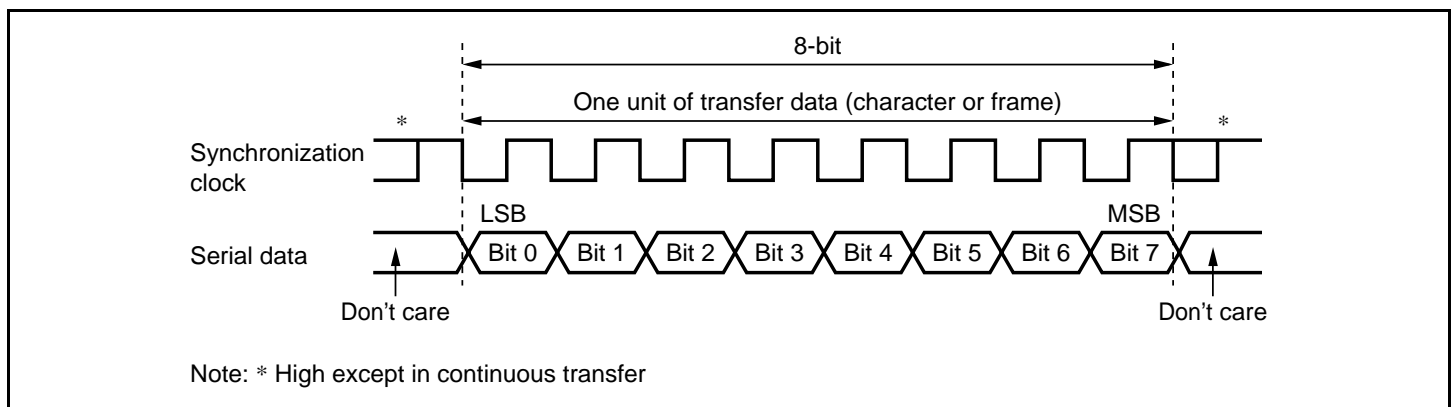 8-bit
One unit of transfer data (character or frame)
* *
Synchronization
clock
LSB MSB
Serial data Bit 0 Bit 1 Bit 2 Bit 3 Bit 4 Bit 5 Bit 6 Bit 7
Don't care Don't care
Note: * High except in continuous transfer